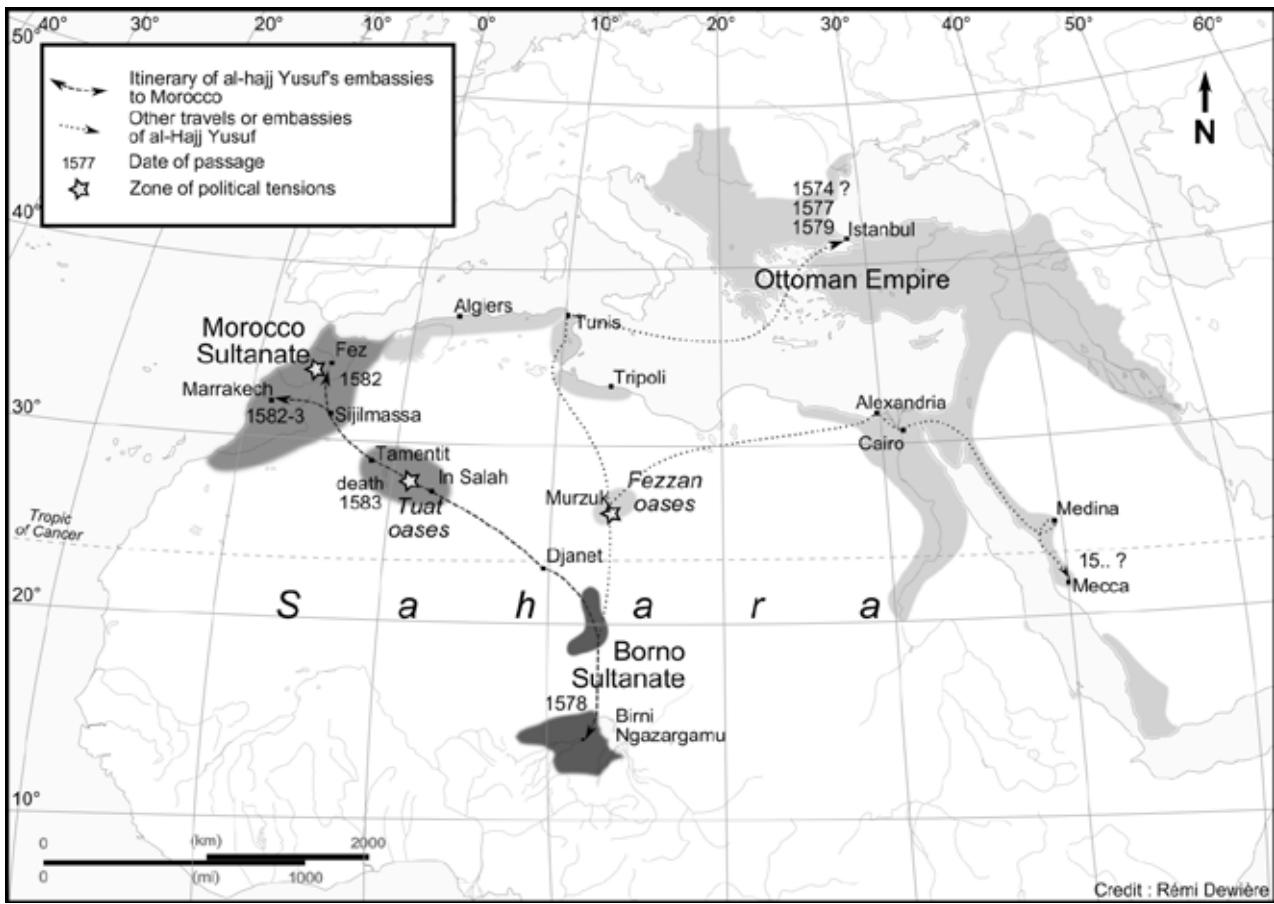 40° 30° 20° 10° 0° 10° 20° 30° 40° 50° 60°
50°
Itinerary of al-hajj Yusuf's embassies
to Morocco
Other travels or embassies
of al-Hajj Yusuf
1577 Date of passage
Zone of political tensions
N
40°
1574 ?
1577
1579
Istanbul
Ottoman Empire
Algiers
Tunis
Morocco
Sultanate
Fez
1582
Tripoli
Marrakech
1582-3
Sijilmassa
30°
Alexandria
Cairo
Tamentit
death
1583
In Salah
Tuat
oases
Murzuk
Fezzan
oases
Medina
Tropic
of Cancer
Djanet
15.. ?
Mecca
20°
S a h a r a
Borno
Sultanate
1578
Birni
Ngazargamu
10°
0 (km) 2000
0 (mi) 1000
Credit : Rémi Dewière